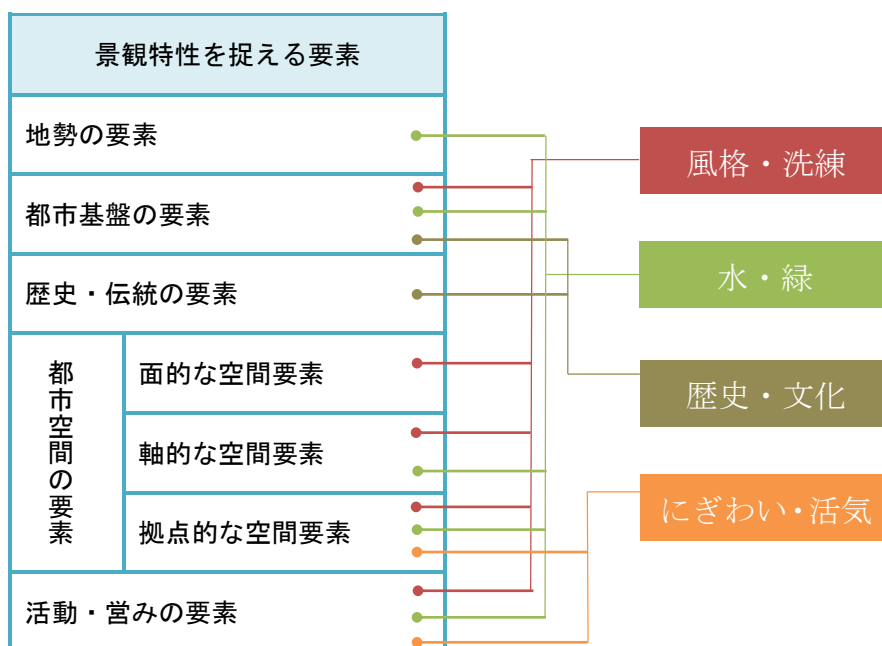 景観特性を捉える要素
地勢の要素
都市基盤の要素
歴史・伝統の要素
都市空間の要素
面的な空間要素
軸的な空間要素
拠点的な空間要素
活動・営みの要素
風格・洗練
水・緑
歴史・文化
にぎわい・活気